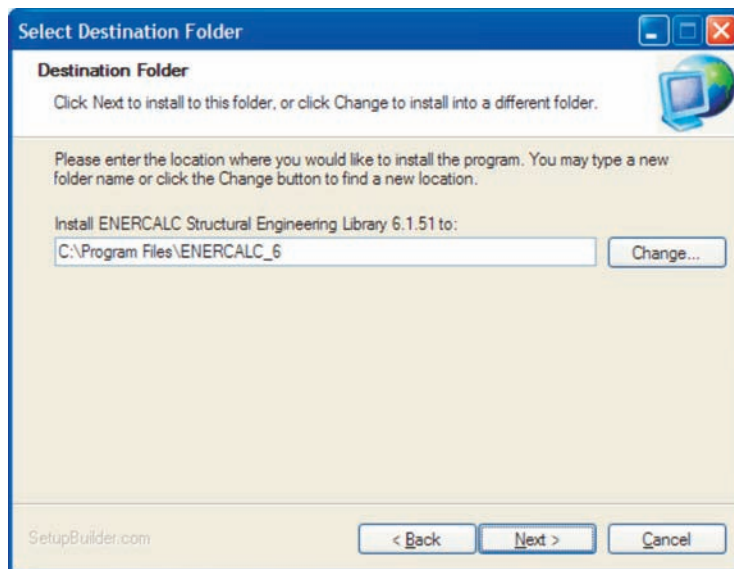 Select Destination Folder
Destination Folder
Click Next to install to this folder, or click Change to install into a different folder.
Please enter the location where you would like to install the program. You may type a new
folder name or click the Change button to find a new location.
Install ENERCALC Structural Engineering Library 6.1.51 to:
C:\Program Files\ENERCALC_6
Change...
SetupBuilder.com
< Back
Next >
Cancel